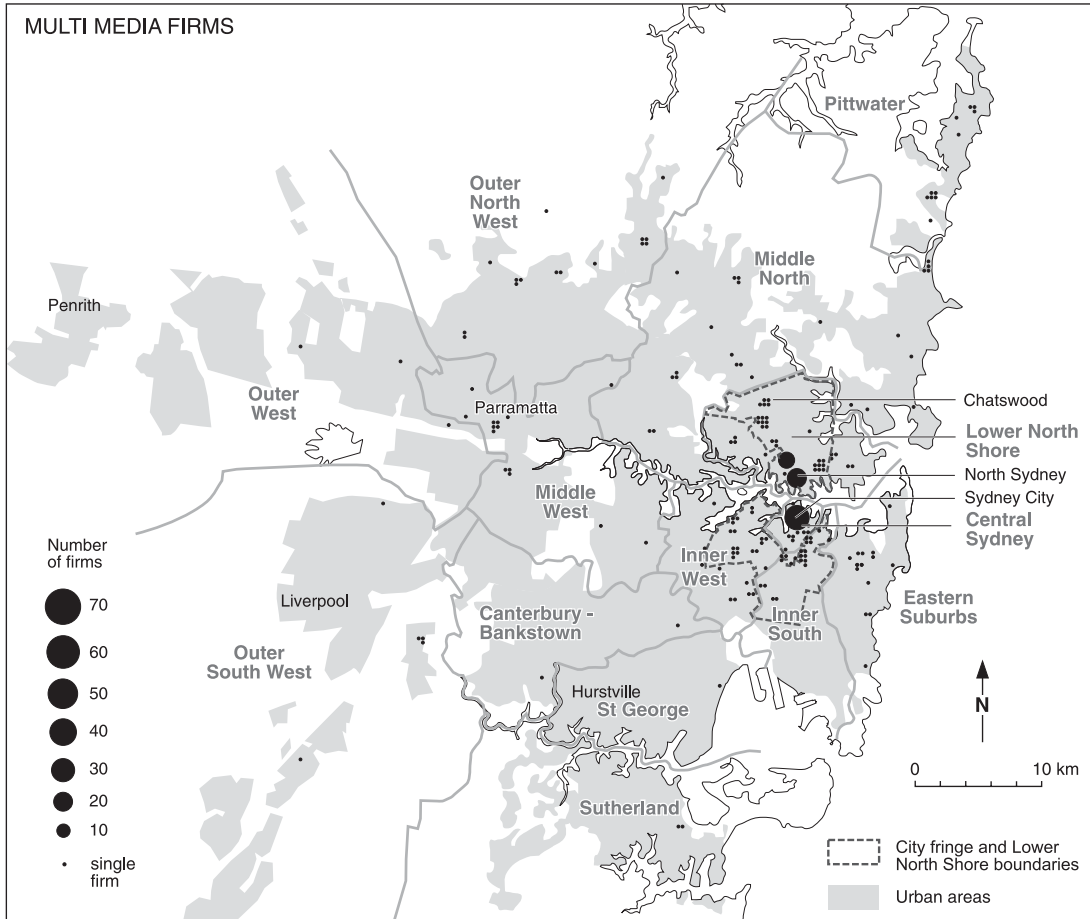 MULTI MEDIA FIRMS
Pittwater
Outer
North
West
Middle
North
Penrith
Outer
West
Parramatta
Chatswood
Lower North
Shore
North Sydney
Sydney City
Central
Sydney
Middle
West
Inner
West
Number
of firms
70
60
50
40
30
20
10
single
firm
Liverpool
Canterbury -
Bankstown
Inner
South
Eastern
Suburbs
Outer
South West
Hurstville
St George
Sutherland
N
0 10 km
City fringe and Lower
North Shore boundaries
Urban areas